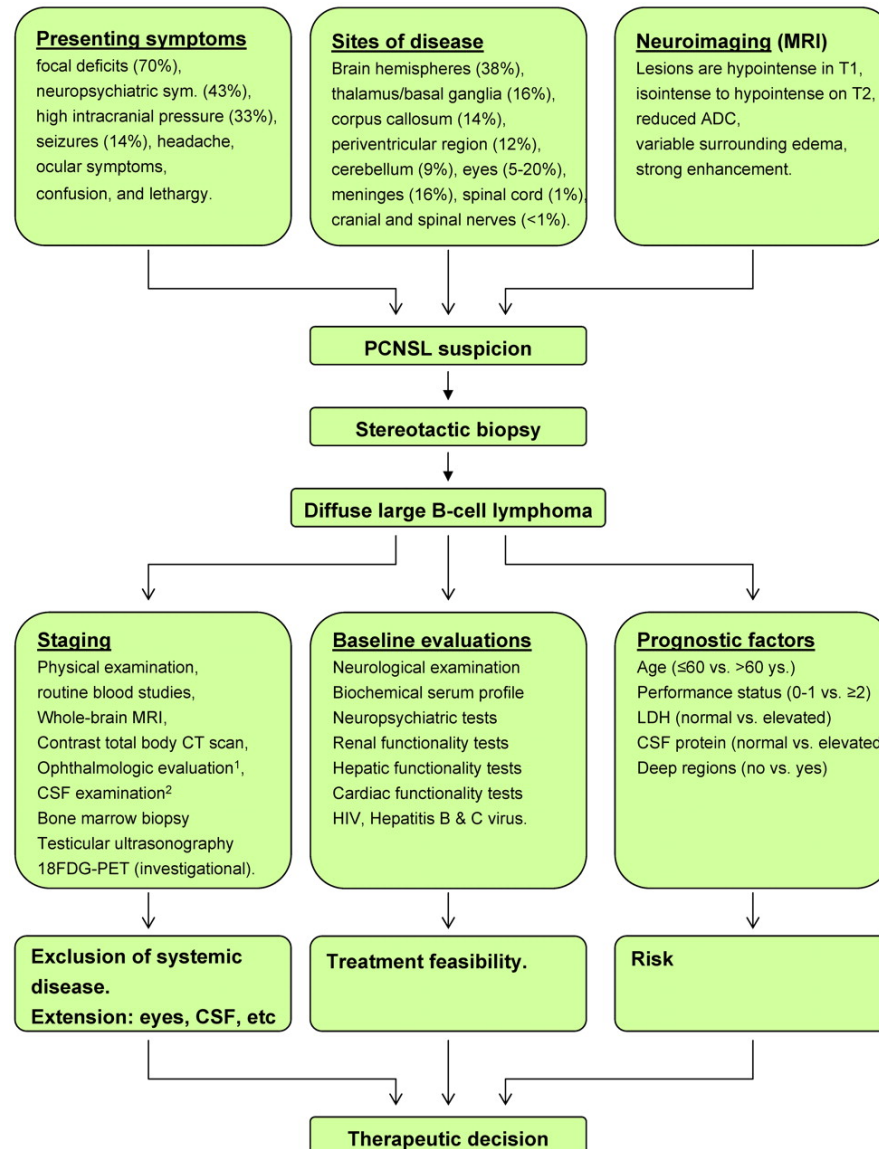 Presenting symptoms
focal deficits (70%),
neuropsychiatric sym. (43%),
high intracranial pressure (33%),
seizures (14%), headache,
ocular symptoms,
confusion, and lethargy.
Sites of disease
Brain hemispheres (38%),
thalamus/basal ganglia (16%),
corpus callosum (14%),
periventricular region (12%),
cerebellum (9%), eyes (5-20%),
meninges (16%), spinal cord (1%),
cranial and spinal nerves (<1%).
Neuroimaging (MRI)
Lesions are hypointense in T1,
isointense to hypointense on T2,
reduced ADC,
variable surrounding edema,
strong enhancement.
PCNSL suspicion
Stereotactic biopsy
Diffuse large B-cell lymphoma
Staging
Physical examination,
routine blood studies,
Whole-brain MRI,
Contrast total body CT scan,
Ophthalmologic evaluation¹,
CSF examination²
Bone marrow biopsy
Testicular ultrasonography
18FDG-PET (investigational).
Baseline evaluations
Neurological examination
Biochemical serum profile
Neuropsychiatric tests
Renal functionality tests
Hepatic functionality tests
Cardiac functionality tests
HIV, Hepatitis B & C virus.
Prognostic factors
Age (≤60 vs. >60 ys.)
Performance status (0-1 vs. ≥2)
LDH (normal vs. elevated)
CSF protein (normal vs. elevated
Deep regions (no vs. yes)
Exclusion of systemic
disease.
Extension: eyes, CSF, etc
Treatment feasibility.
Risk
Therapeutic decision